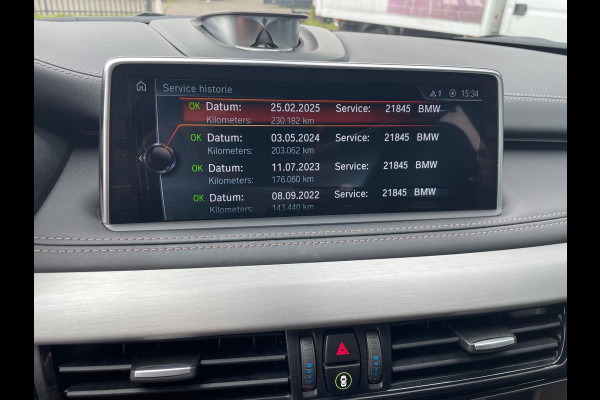 Service histórie
1
15:34
OK Datum: 25.02.2025 Service: 21845 BMW
Kilometers: 230.182 km
OK Datum: 03.05.2024 Service: 21845 BMW
Kilometers: 203.062 km
OK Datum: 11.07.2023 Service: 21845 BMW
Kilometers: 176.060 km
OK Datum: 08.09.2022 Service: 21845 BMW
Kilometers: 143.440 km